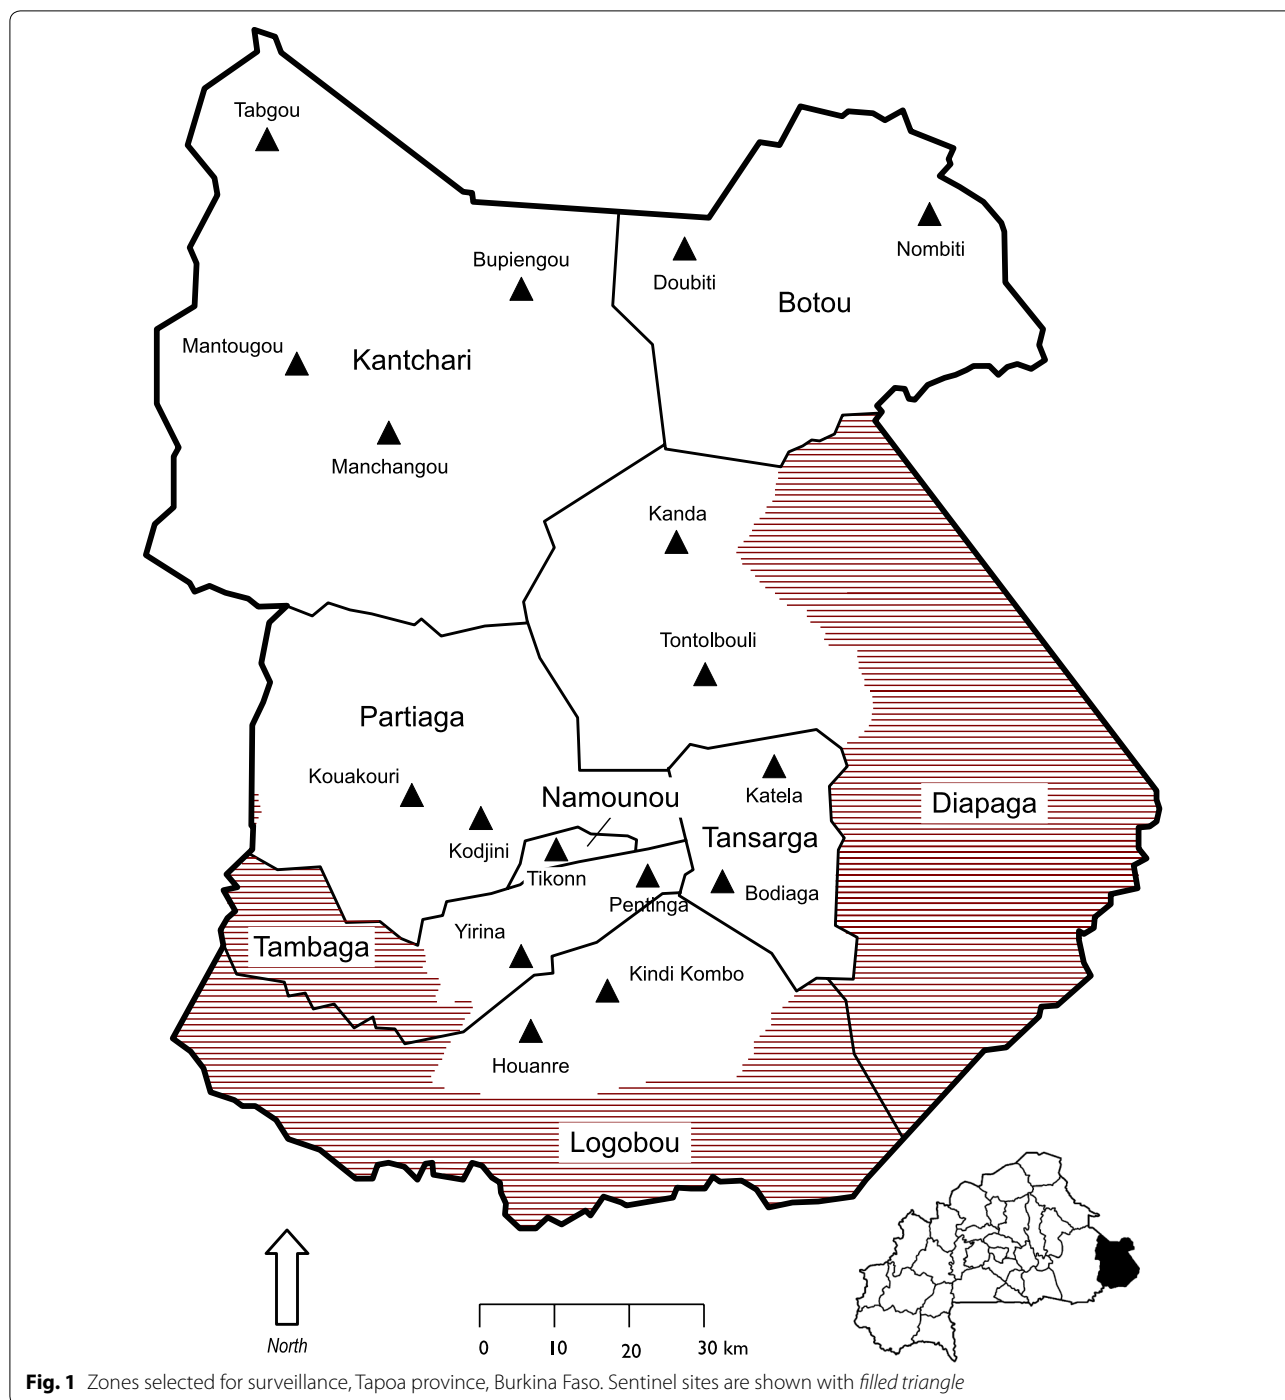 Tabgou
Nombiti
Bupiengou
Doubiti
Botou
Mantougou
Kantchari
Manchangou
Kanda
Tontolbouli
Partiaga
Kouakouri
Namounou
Katela
Diapaga
Tansarga
Kodjini
Tikonn
Pentinga
Bodiaga
Yirina
Tambaga
Kindi Kombo
Houanre
Logobou
North
0 10 20 30 km
Fig. 1 Zones selected for surveillance, Tapoa province, Burkina Faso. Sentinel sites are shown with filled triangle